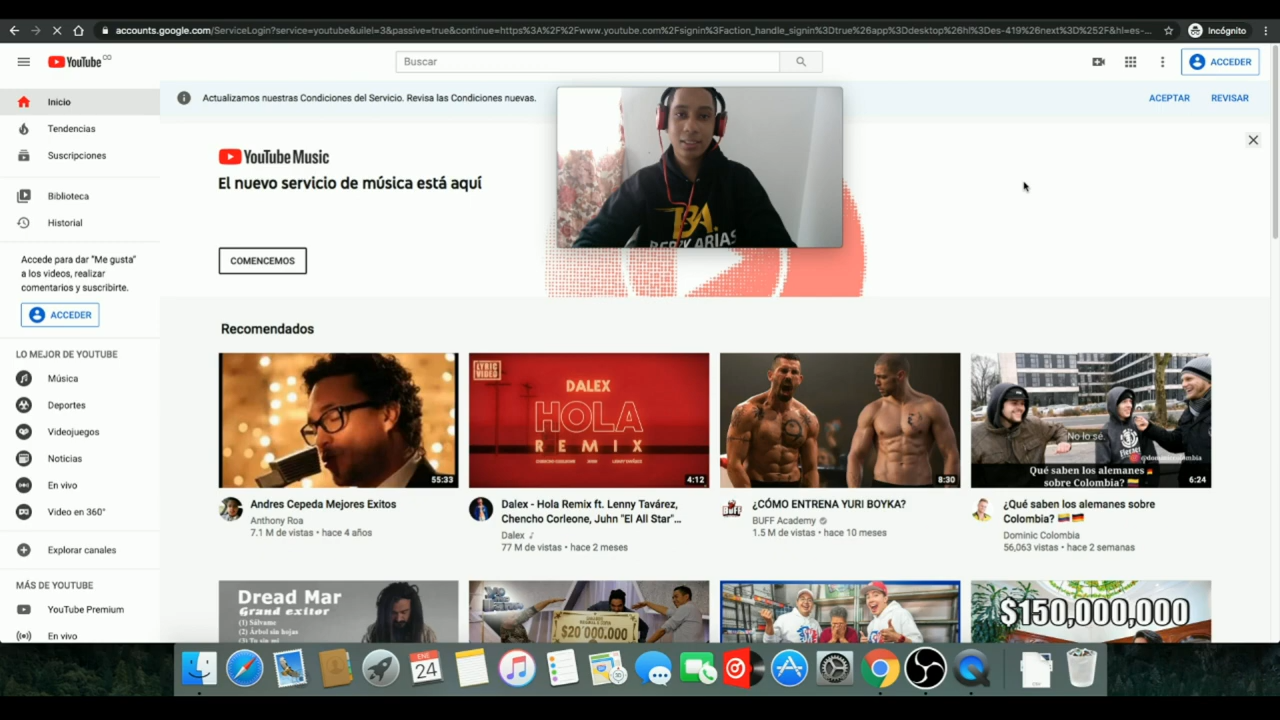 accounts.google.com/ServiceLogin?service=youtube&uilel=3&passive=true&continue=https%3A%2F%2Fwww.youtube.com%2Fsignin%3Faction_handle_signin%3Dtrue%26app%3Ddesktop%26hl%3Des-419%26next%3D%252F&hl=es-...
Incógnito
YouTube CO
Buscar
ACCEDER
Inicio
Tendencias
Suscripciones
Biblioteca
Historial
Accede para dar "Me gusta"
a los videos, realizar
comentarios y suscribirte.
ACCEDER
LO MEJOR DE YOUTUBE
Música
Deportes
Videojuegos
Noticias
En vivo
Video en 360°
Explorar canales
MÁS DE YOUTUBE
YouTube Premium
En vivo
Actualizamos nuestras Condiciones del Servicio. Revisa las Condiciones nuevas.
ACEPTAR
REVISAR
YouTube Music
El nuevo servicio de música está aquí
COMENCEMOS
BA
ARIAS
Recomendados
55:33
Andres Cepeda Mejores Exitos
Anthony Roa
7.1 M de vistas • hace 4 años
LYRIC
VIDEO
DALEX
HOLA
REMIX
4:12
Dalex - Hola Remix ft. Lenny Tavárez,
Chencho Corleone, Juhn "El All Star"...
Dalex
77 M de vistas • hace 2 meses
8:30
BUFF
¿CÓMO ENTRENA YURI BOYKA?
BUFF Academy
1.5 M de vistas • hace 10 meses
No lo sé.
@dominiccolombia
Qué saben los alemanes
sobre Colombia?
6:24
¿Qué saben los alemanes sobre
Colombia?
Dominic Colombia
56,063 vistas • hace 2 semanas
Dread Mar
Grand exitor
(1) Sálvame
(2) Árbol sin hojas
$20'000.000
$150,000,000
ENE
24